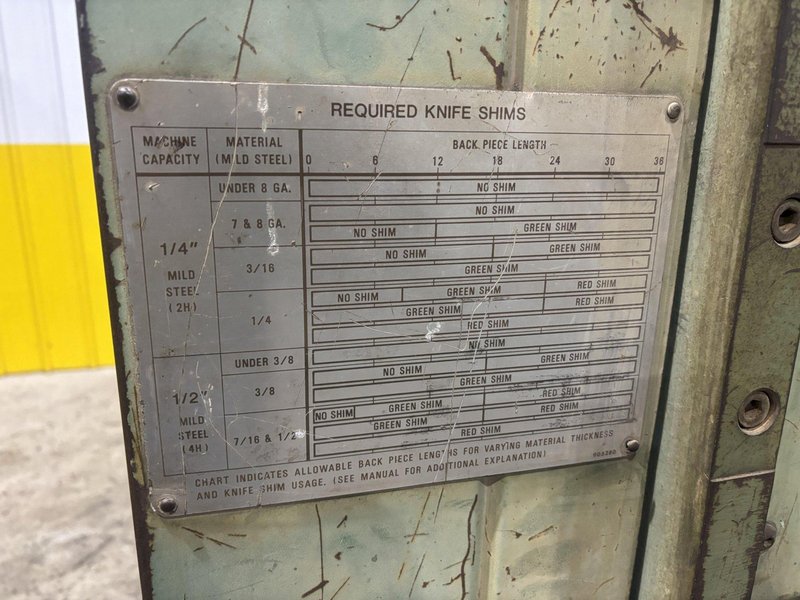 REQUIRED KNIFE SHIMS
MACHINE CAPACITY
MATERIAL (MILD STEEL)
BACK PIECE LENGTH
0 6 12 18 24 30 36
1/4" MILD STEEL (2H)
UNDER 8 GA.
NO SHIM
7 & 8 GA.
NO SHIM
NO SHIM GREEN SHIM
3/16
NO SHIM GREEN SHIM
GREEN SHIM
1/4
NO SHIM GREEN SHIM RED SHIM
GREEN SHIM RED SHIM
RED SHIM
1/2" MILD STEEL (4H)
UNDER 3/8
NO SHIM
NO SHIM GREEN SHIM
3/8
GREEN SHIM
NO SHIM GREEN SHIM RED SHIM
7/16 & 1/2
GREEN SHIM RED SHIM
RED SHIM
CHART INDICATES ALLOWABLE BACK PIECE LENGTHS FOR VARYING MATERIAL THICKNESS
AND KNIFE SHIM USAGE. (SEE MANUAL FOR ADDITIONAL EXPLANATION)